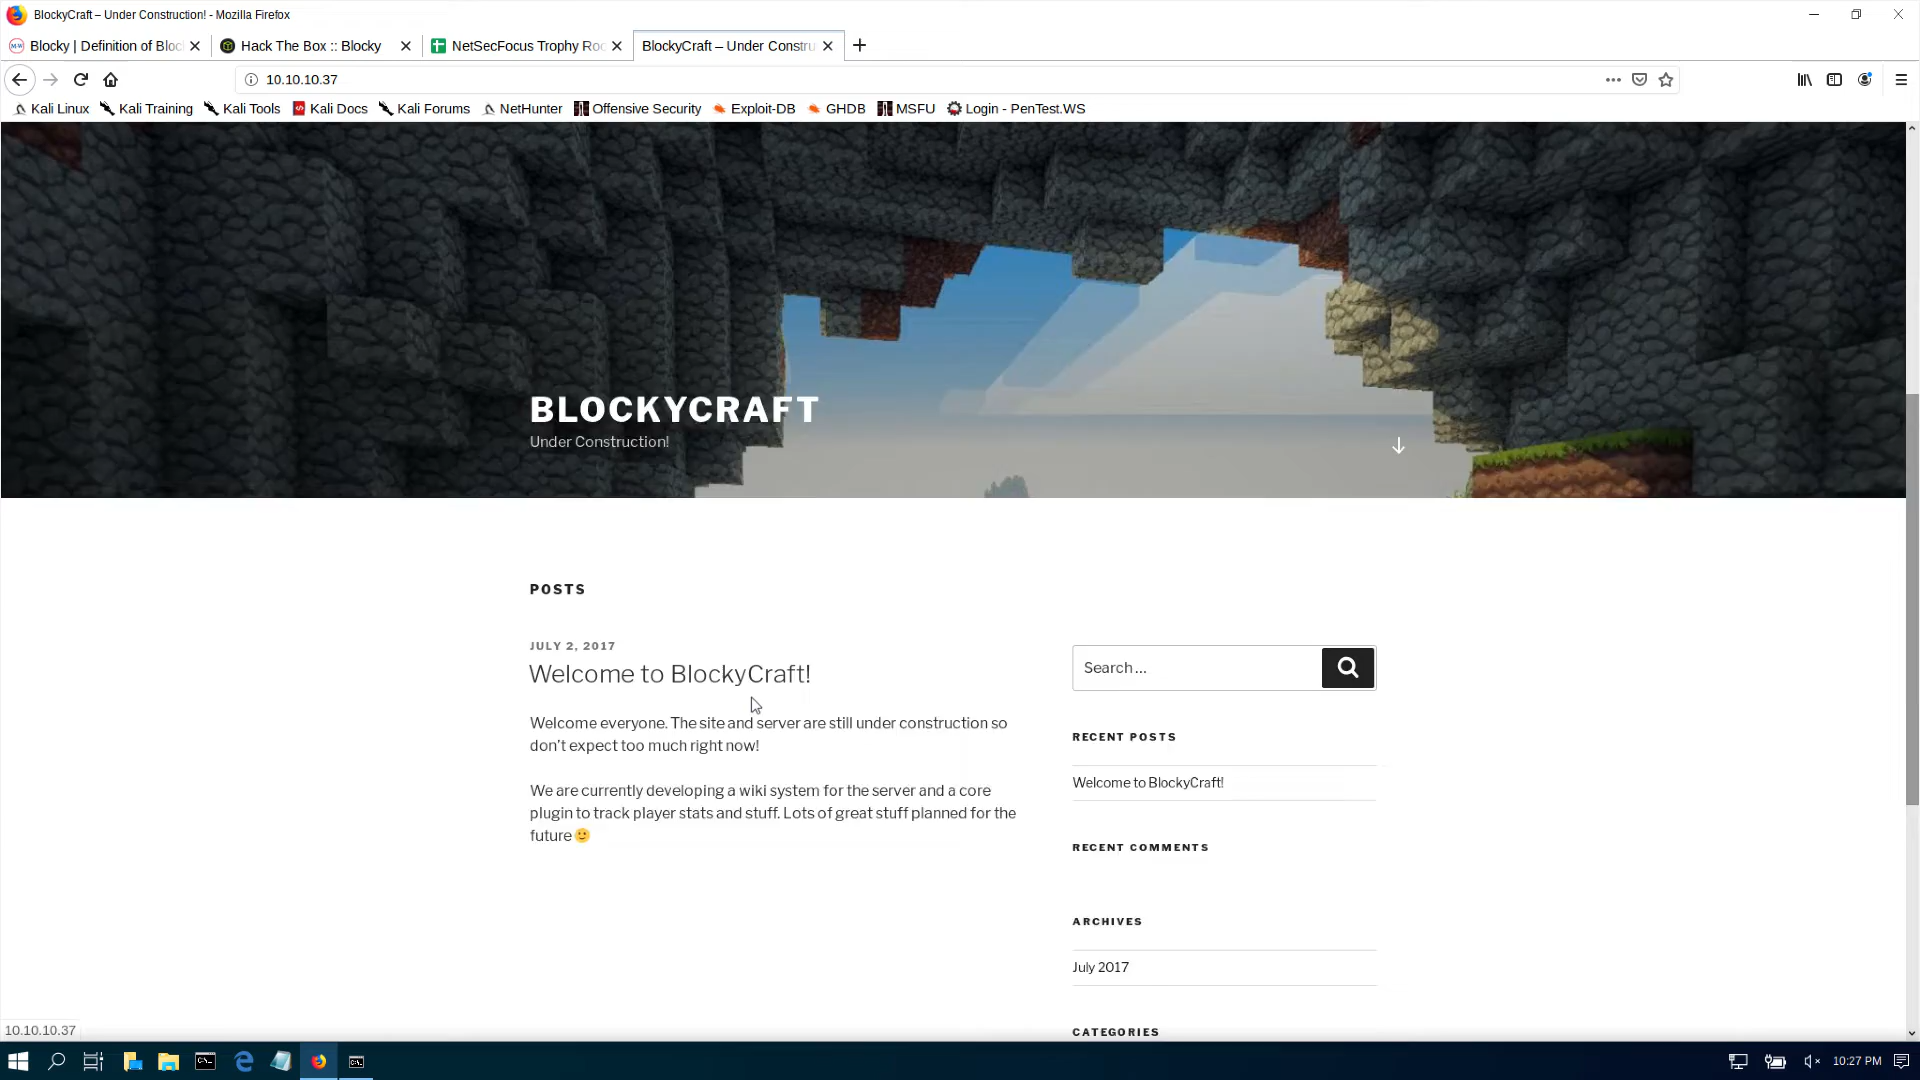 BlockyCraft – Under Construction! - Mozilla Firefox
Blocky | Definition of Bloc
Hack The Box :: Blocky
NetSecFocus Trophy Roo
BlockyCraft – Under Constru
10.10.10.37
Kali Linux
Kali Training
Kali Tools
Kali Docs
Kali Forums
NetHunter
Offensive Security
Exploit-DB
GHDB
MSFU
Login - PenTest.WS
BLOCKYCRAFT
Under Construction!
POSTS
JULY 2, 2017
Welcome to BlockyCraft!
Welcome everyone. The site and server are still under construction so
don't expect too much right now!
We are currently developing a wiki system for the server and a core
plugin to track player stats and stuff. Lots of great stuff planned for the
future 🙂
Search …
RECENT POSTS
Welcome to BlockyCraft!
RECENT COMMENTS
ARCHIVES
July 2017
CATEGORIES
10.10.10.37
10:27 PM